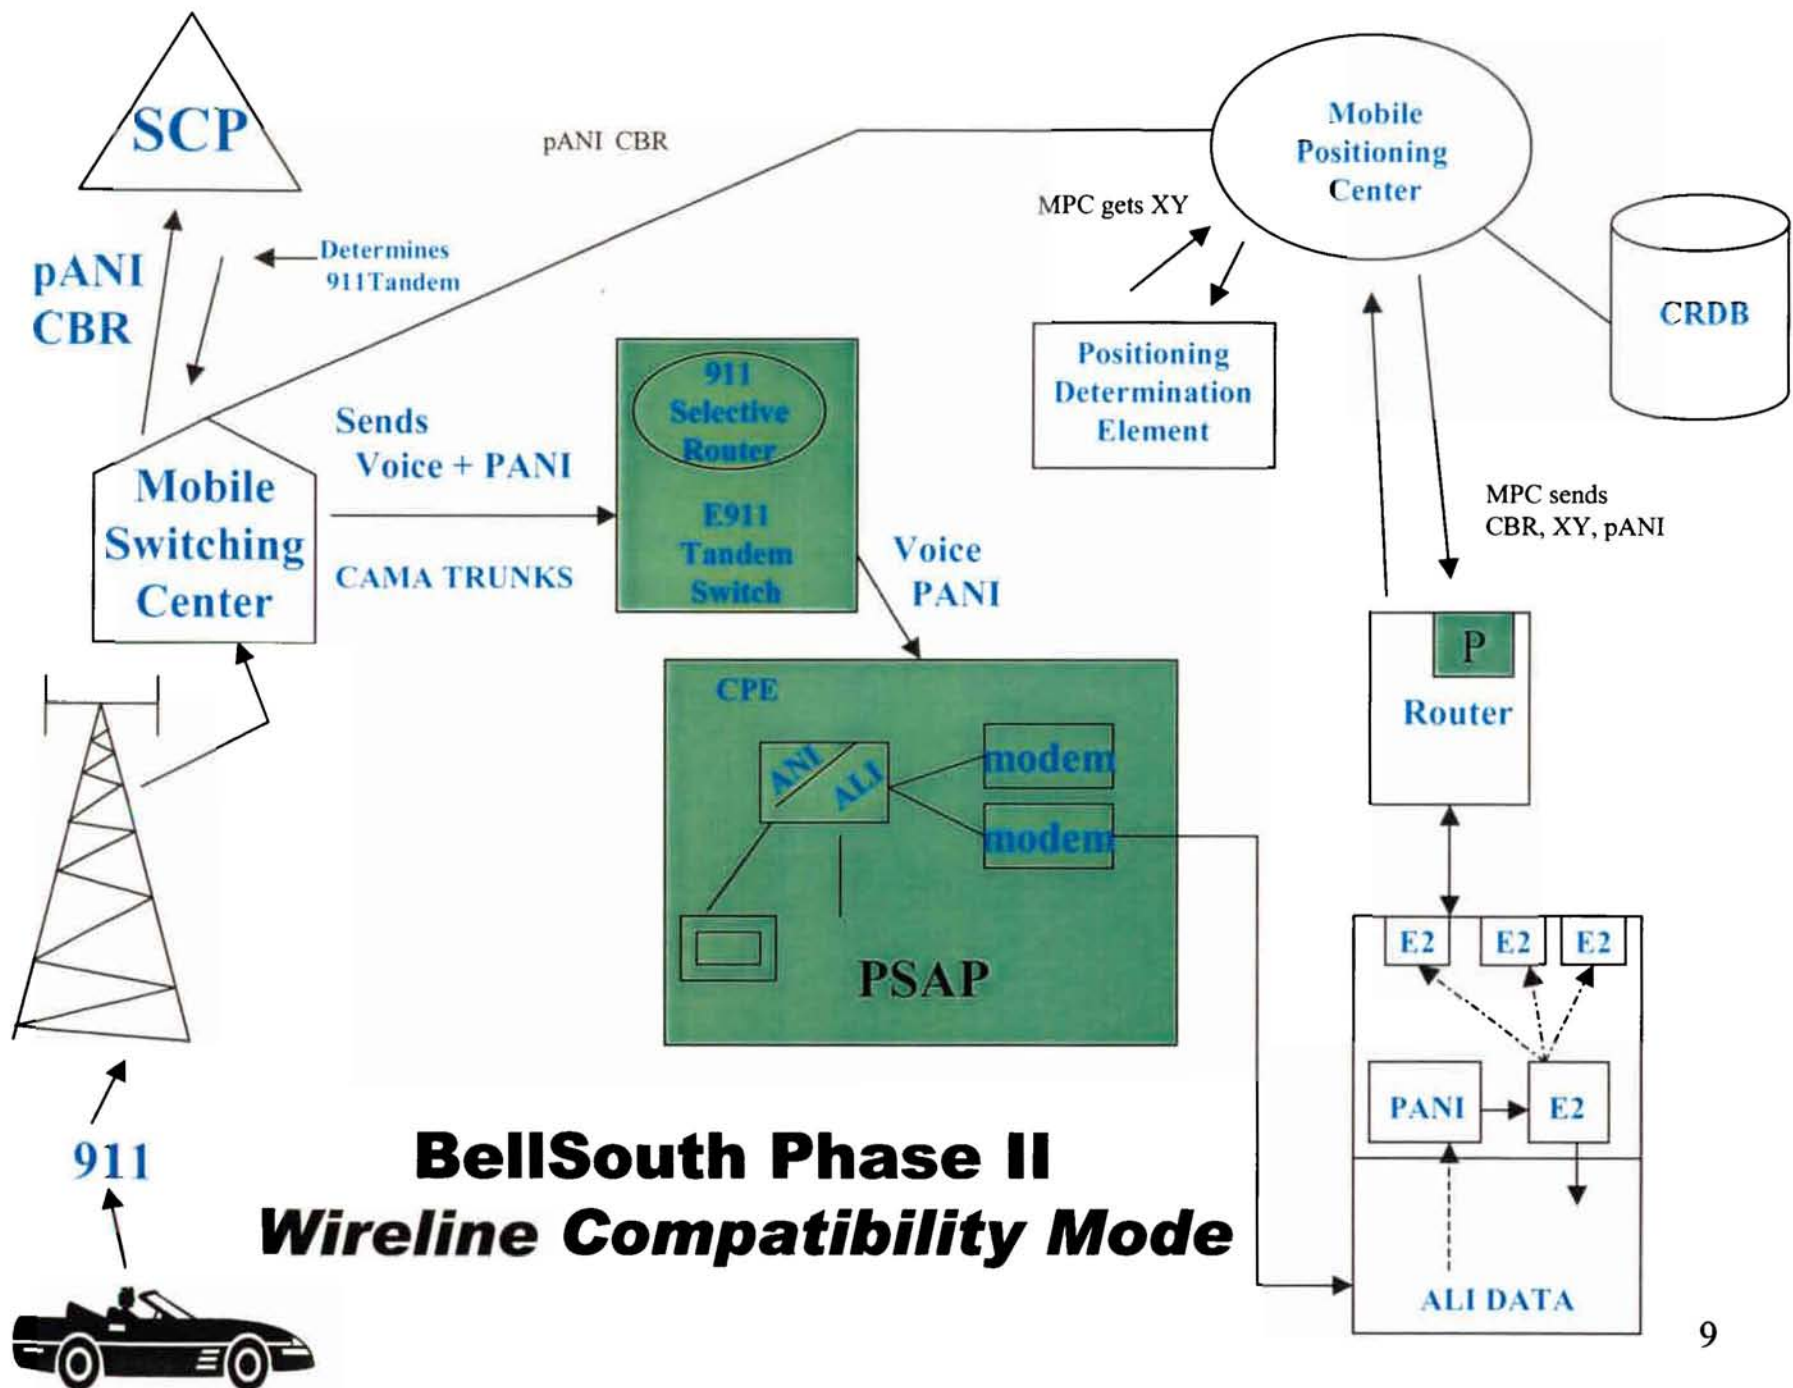 SCP
pANI CBR
Mobile
Positioning
Center
MPC gets XY
pANI
CBR
Determines
911Tandem
CRDB
Positioning
Determination
Element
911
Selective
Router
Sends
Voice + PANI
Mobile
Switching
Center
E911
Tandem
Switch
CAMA TRUNKS
Voice
PANI
MPC sends
CBR, XY, pANI
P
Router
CPE
ANI
ALI
modem
modem
PSAP
E2
E2
E2
PANI
E2
ALI DATA
911
BellSouth Phase II
Wireline Compatibility Mode
9